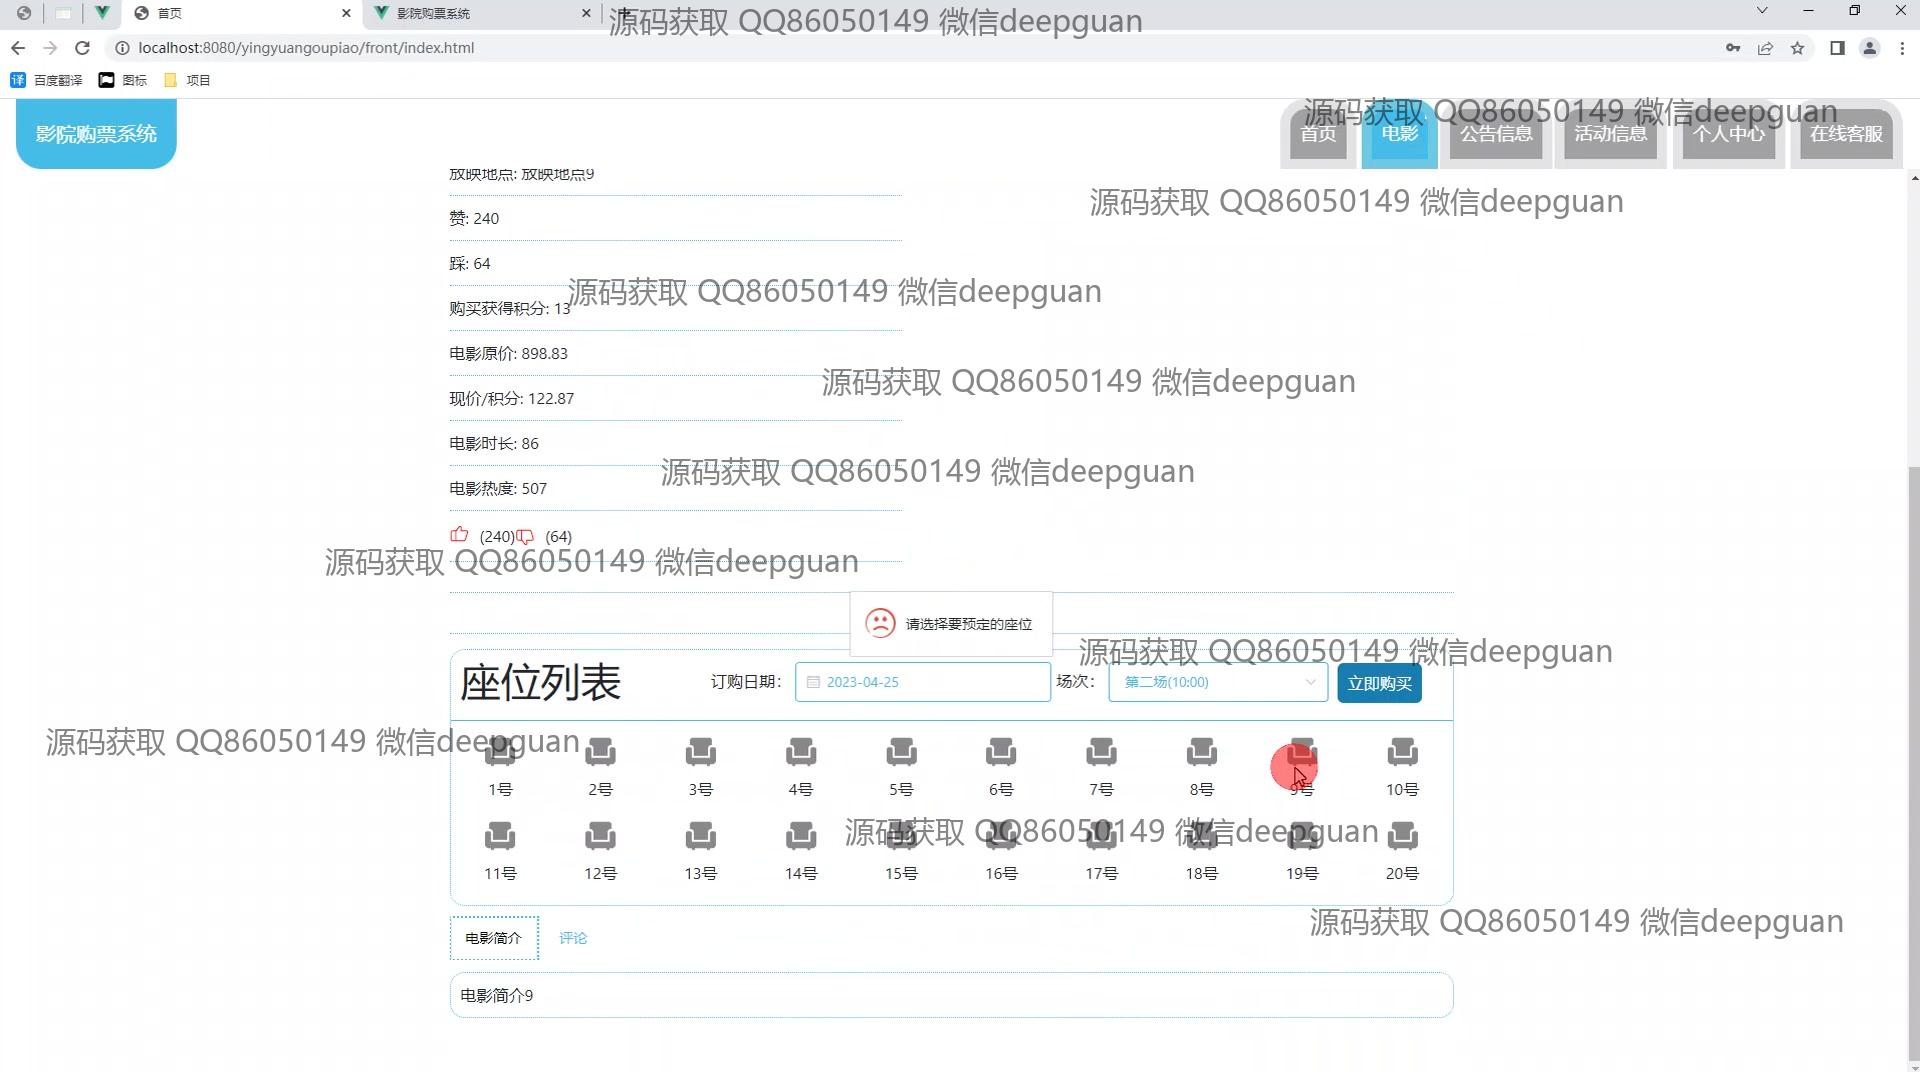 首页
影院购票系统
源码获取 QQ86050149 微信deepguan
localhost:8080/yingyuangoupiao/front/index.html
百度翻译
图标
项目
影院购票系统
首页
电影
公告信息
活动信息
个人中心
在线客服
源码获取 QQ86050149 微信deepguan
放映地点: 放映地点9
源码获取 QQ86050149 微信deepguan
赞: 240
踩: 64
源码获取 QQ86050149 微信deepguan
购买获得积分: 13
电影原价: 898.83
源码获取 QQ86050149 微信deepguan
现价/积分: 122.87
电影时长: 86
源码获取 QQ86050149 微信deepguan
电影热度: 507
(240) (64)
源码获取 QQ86050149 微信deepguan
请选择要预定的座位
源码获取 QQ86050149 微信deepguan
座位列表
订购日期: 2023-04-25
场次: 第二场(10:00)
立即购买
源码获取 QQ86050149 微信deepguan
1号 2号 3号 4号 5号 6号 7号 8号 9号 10号
源码获取 QQ86050149 微信deepguan
11号 12号 13号 14号 15号 16号 17号 18号 19号 20号
源码获取 QQ86050149 微信deepguan
电影简介 评论
电影简介9